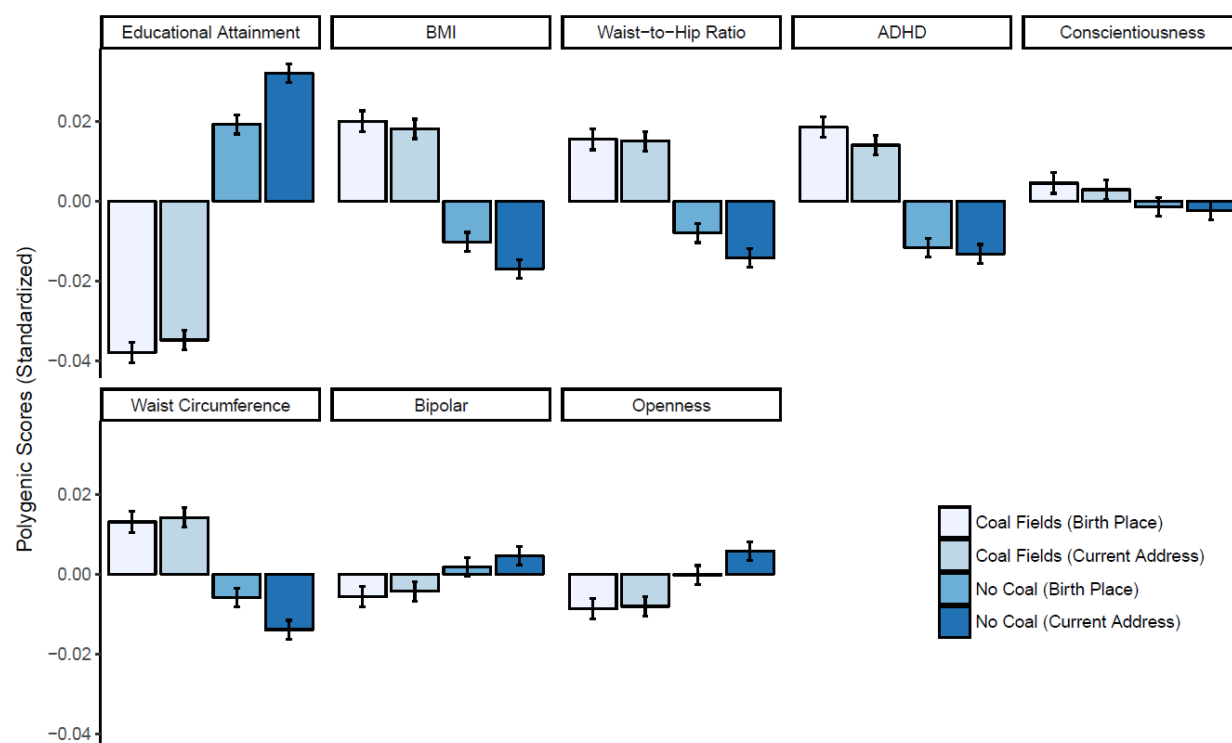 Educational Attainment
BMI
Waist−to−Hip Ratio
ADHD
Conscientiousness
0.02
0.00
−0.02
−0.04
Waist Circumference
Bipolar
Openness
0.02
0.00
−0.02
−0.04
Polygenic Scores (Standardized)
Coal Fields (Birth Place)
Coal Fields (Current Address)
No Coal (Birth Place)
No Coal (Current Address)